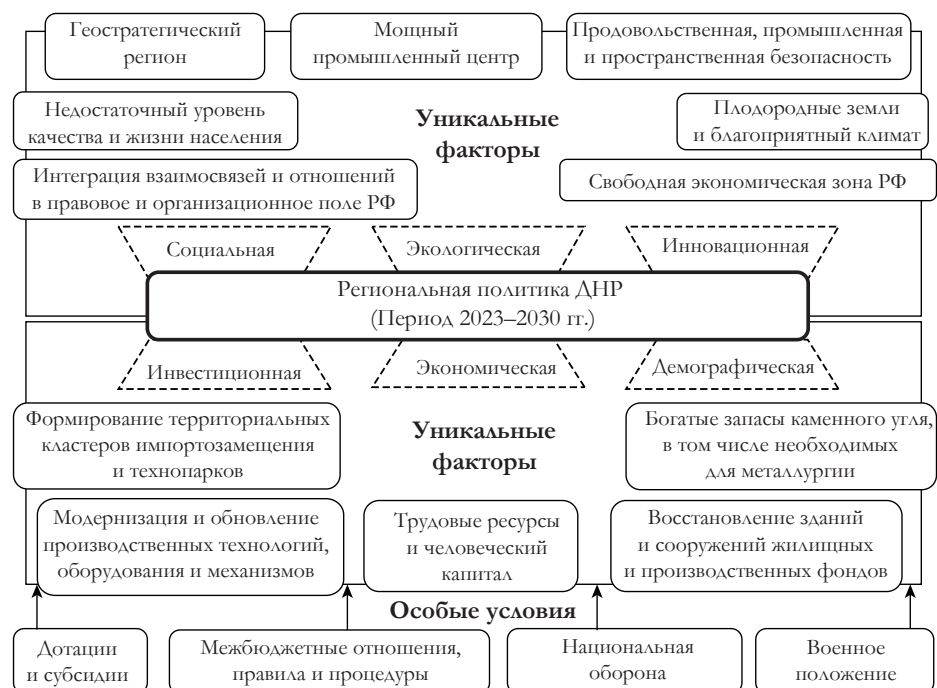 Геостратегический
регион
Мощный
промышленный центр
Продовольственная, промышленная
и пространственная безопасность
Недостаточный уровень
качества и жизни населения
Уникальные
факторы
Плодородные земли
и благоприятный климат
Интеграция взаимосвязей и отношений
в правовое и организационное поле РФ
Свободная экономическая зона РФ
Социальная
Экологическая
Инновационная
Региональная политика ДНР
(Период 2023–2030 гг.)
Инвестиционная
Экономическая
Демографическая
Формирование территориальных
кластеров импортозамещения
и технопарков
Уникальные
факторы
Богатые запасы каменного угля,
в том числе необходимых
для металлургии
Модернизация и обновление
производственных технологий,
оборудования и механизмов
Трудовые ресурсы
и человеческий
капитал
Восстановление зданий
и сооружений жилищных
и производственных фондов
Особые условия
Дотации
и субсидии
Межбюджетные отношения,
правила и процедуры
Национальная
оборона
Военное
положение